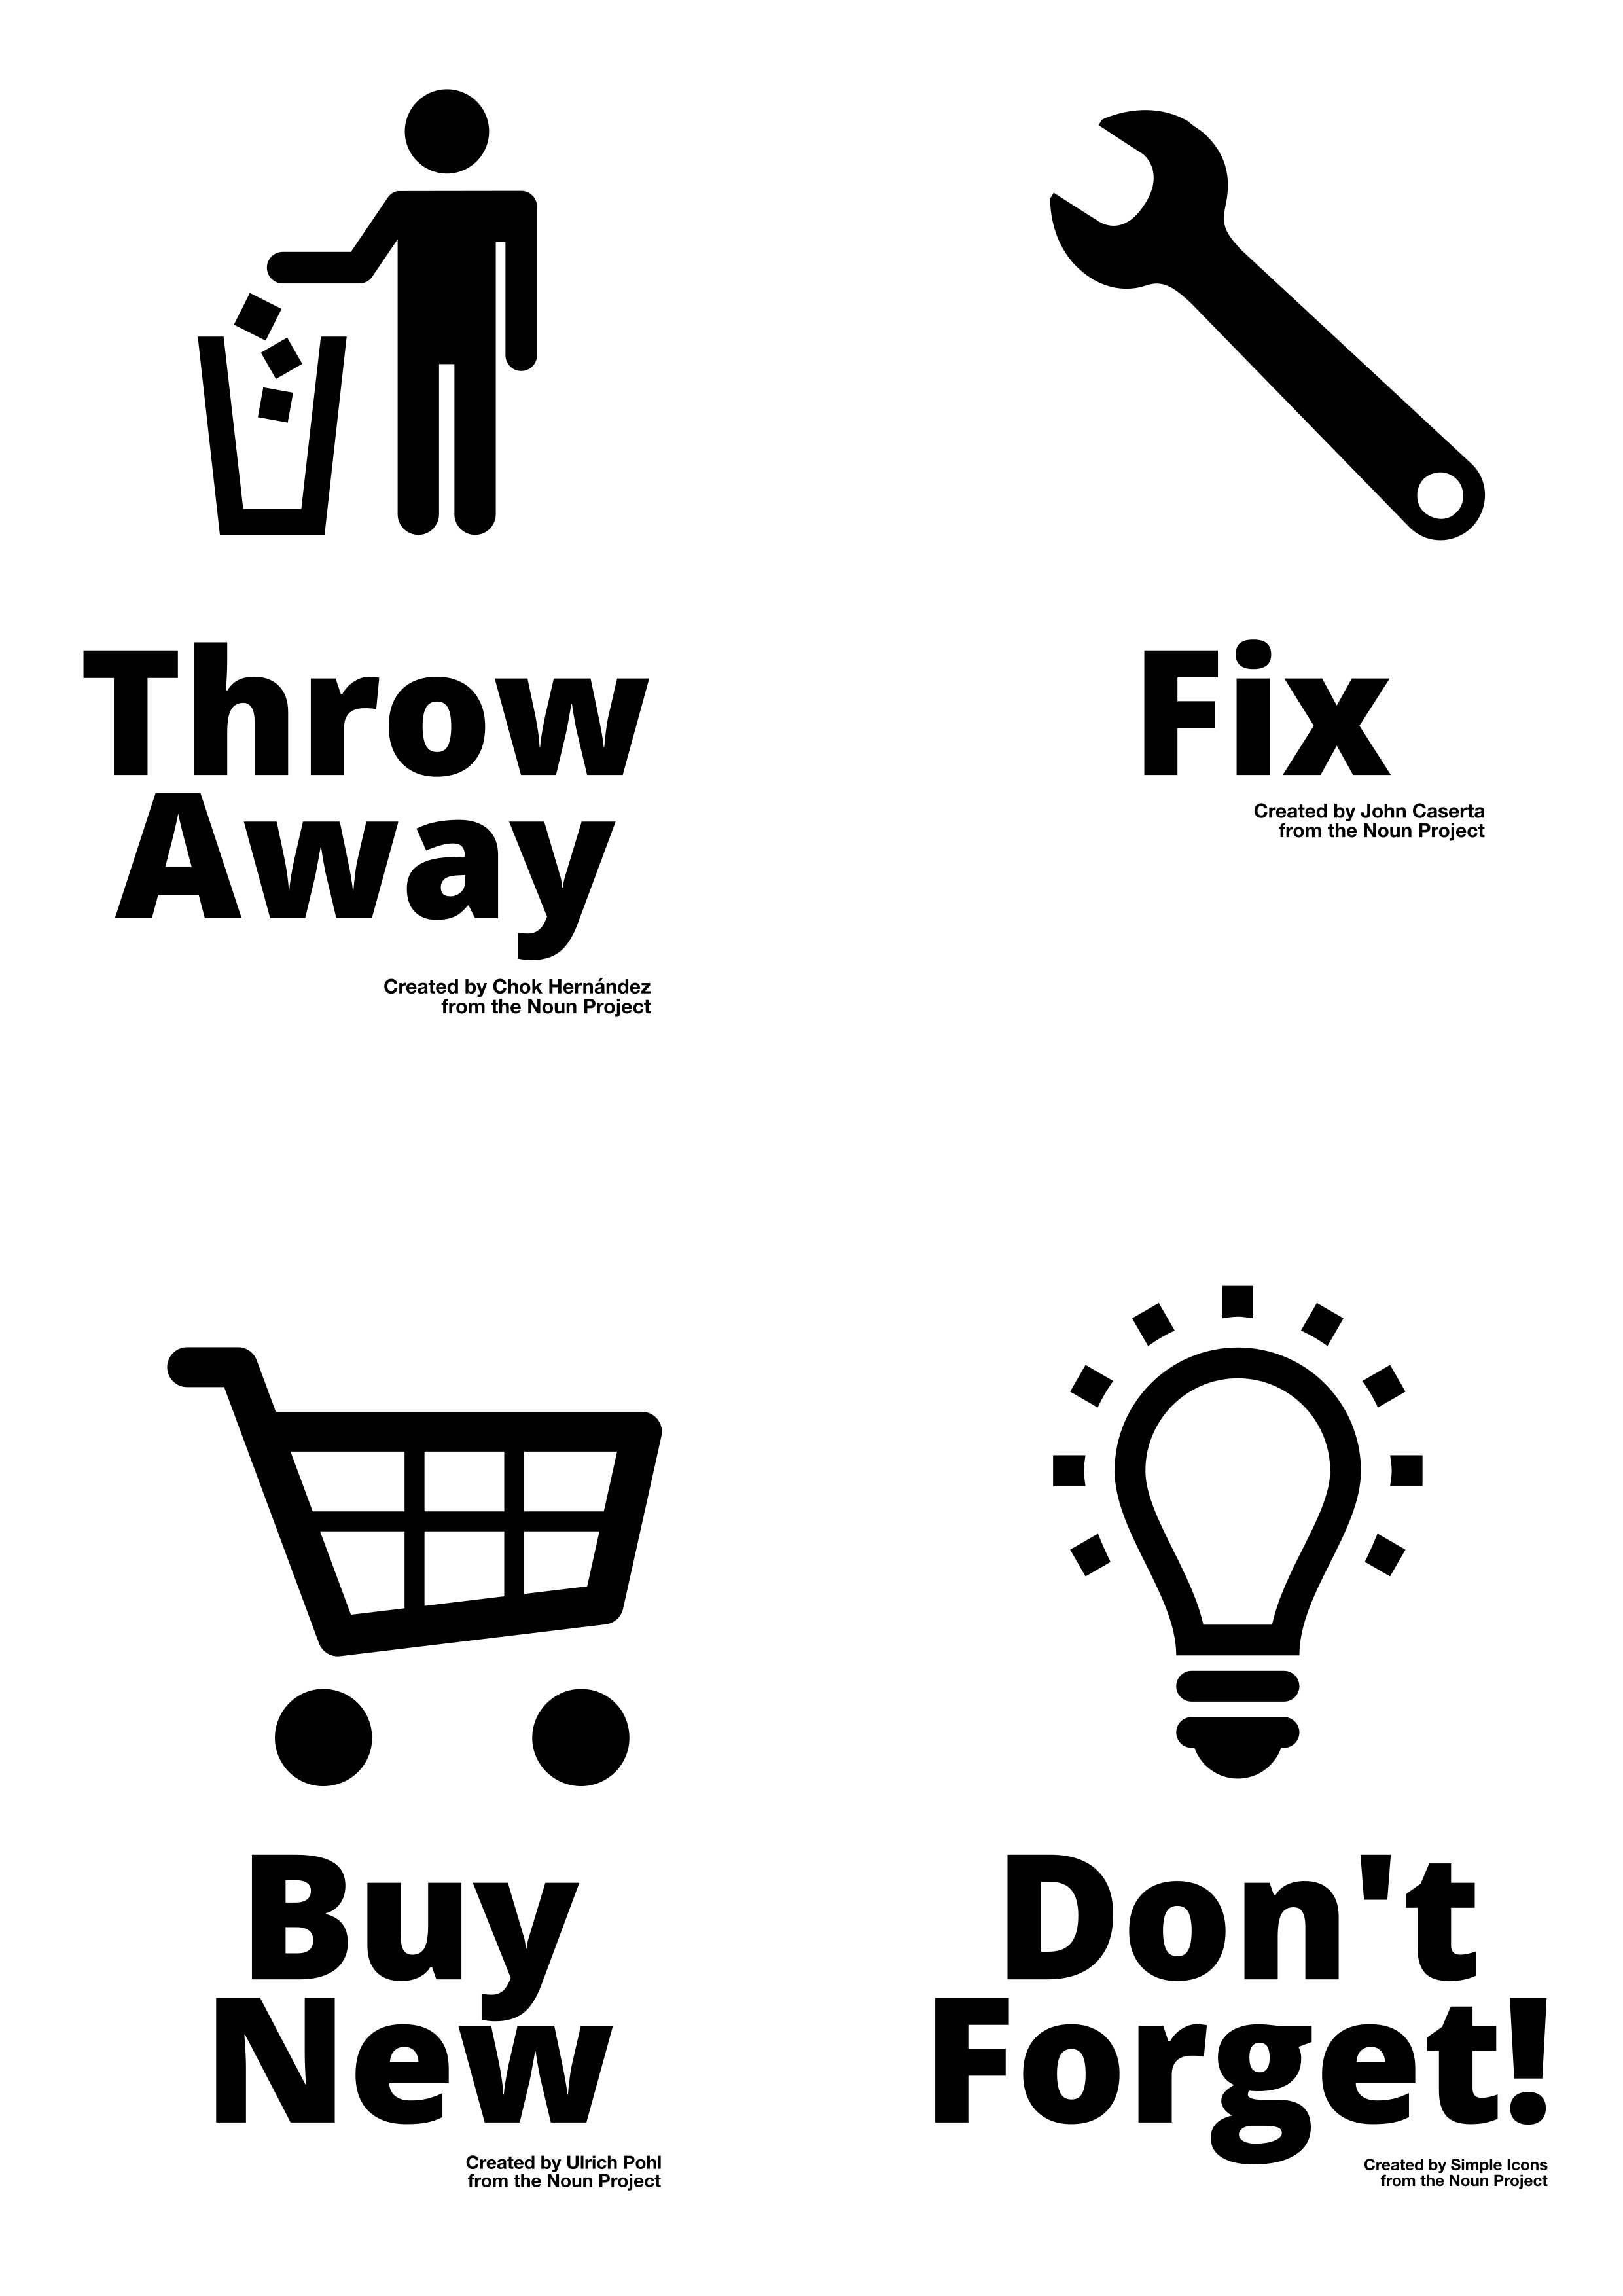 Throw
Away
Created by Chok Hernández
from the Noun Project
Fix
Created by John Caserta
from the Noun Project
Buy
New
Created by Ulrich Pohl
from the Noun Project
Don't
Forget!
Created by Simple Icons
from the Noun Project